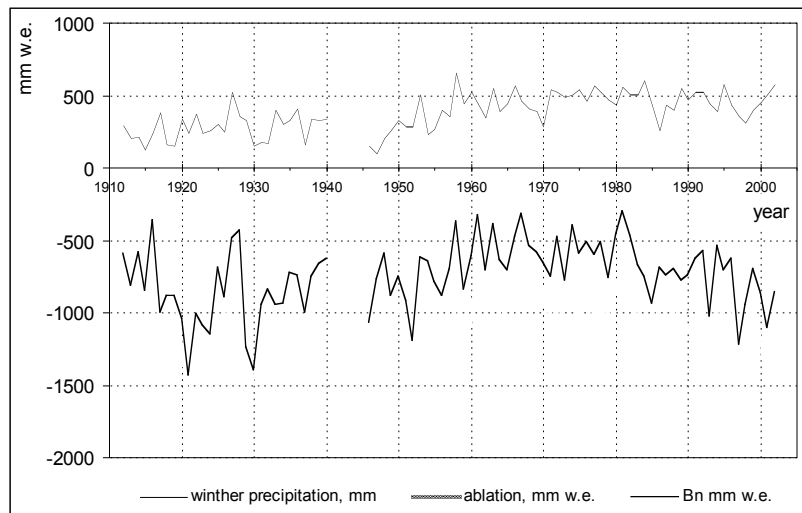 mm w.e.
1000
500
0
-500
-1000
-1500
-2000
1910 1920 1930 1940 1950 1960 1970 1980 1990 2000
year
winther precipitation, mm ablation, mm w.e. Bn mm w.e.